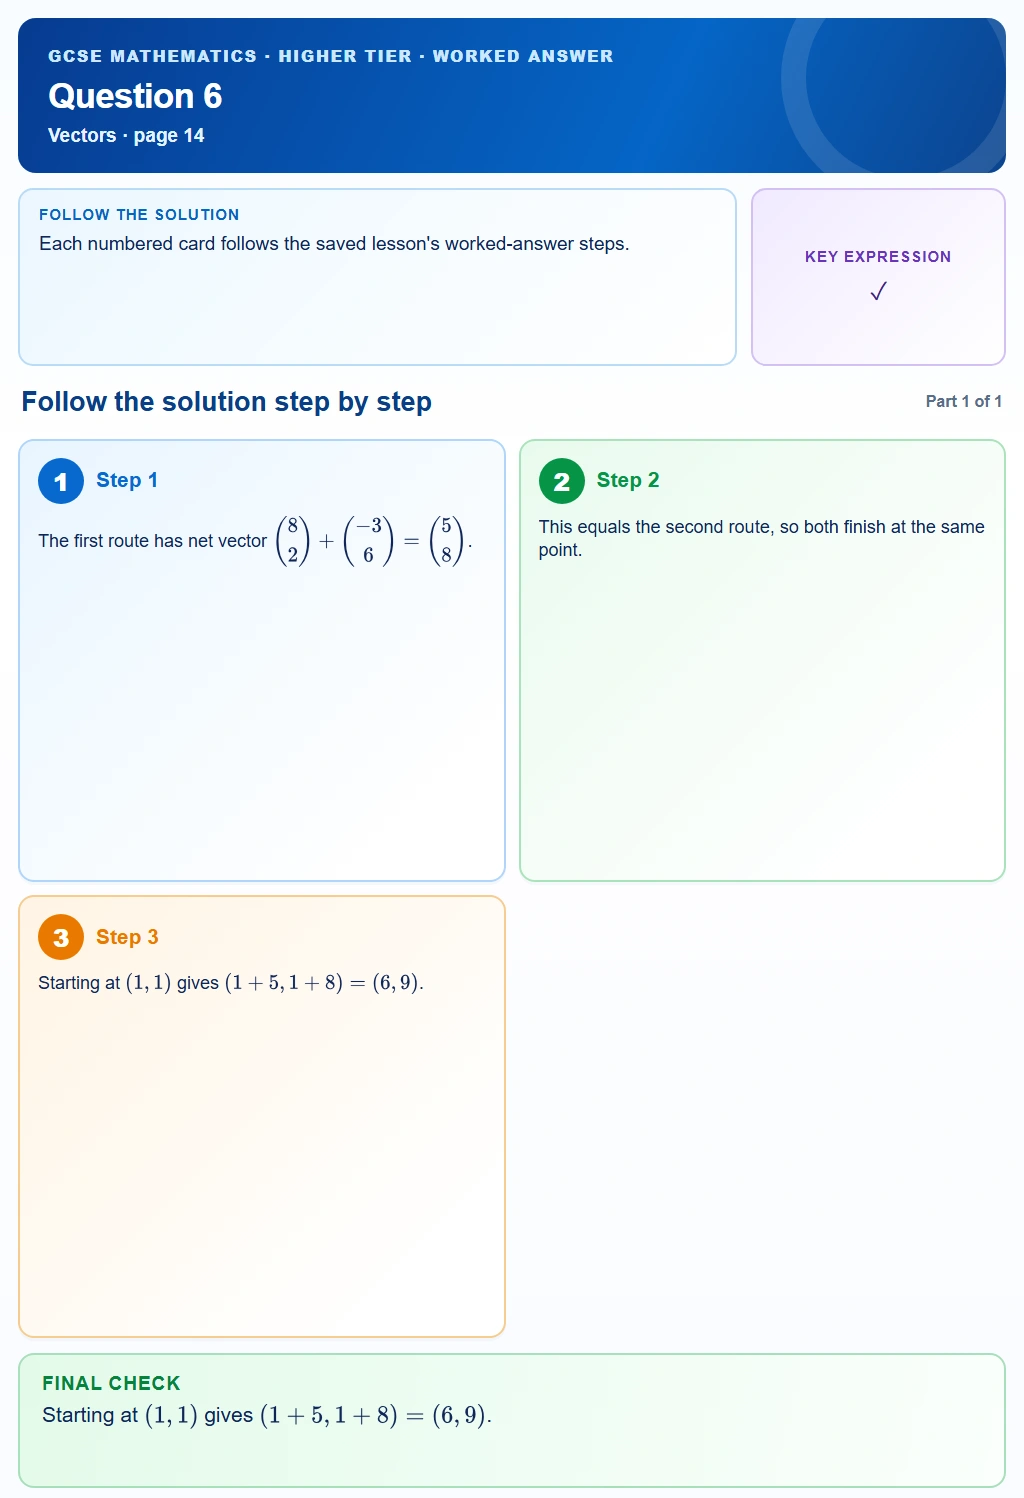 GCSE MATHEMATICS · HIGHER TIER · WORKED ANSWER
Question 6
Vectors · page 14
FOLLOW THE SOLUTION
Each numbered card follows the saved lesson's worked-answer steps.
KEY EXPRESSION
✓
Follow the solution step by step
Part 1 of 1
1 Step 1
The first route has net vector $\binom{8}{2} + \binom{-3}{6} = \binom{5}{8}$.
2 Step 2
This equals the second route, so both finish at the same
point.
3 Step 3
Starting at (1, 1) gives (1 + 5, 1 + 8) = (6, 9).
FINAL CHECK
Starting at (1, 1) gives (1 + 5, 1 + 8) = (6, 9).